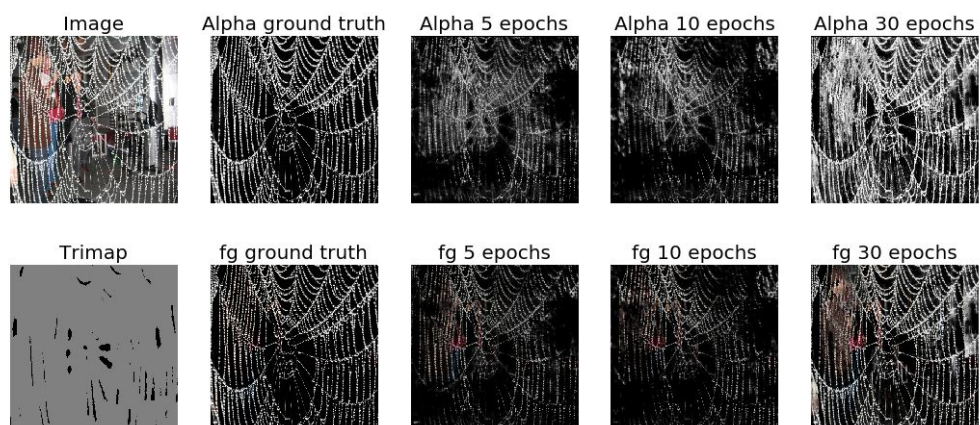 Image
Alpha ground truth
Alpha 5 epochs
Alpha 10 epochs
Alpha 30 epochs
Trimap
fg ground truth
fg 5 epochs
fg 10 epochs
fg 30 epochs